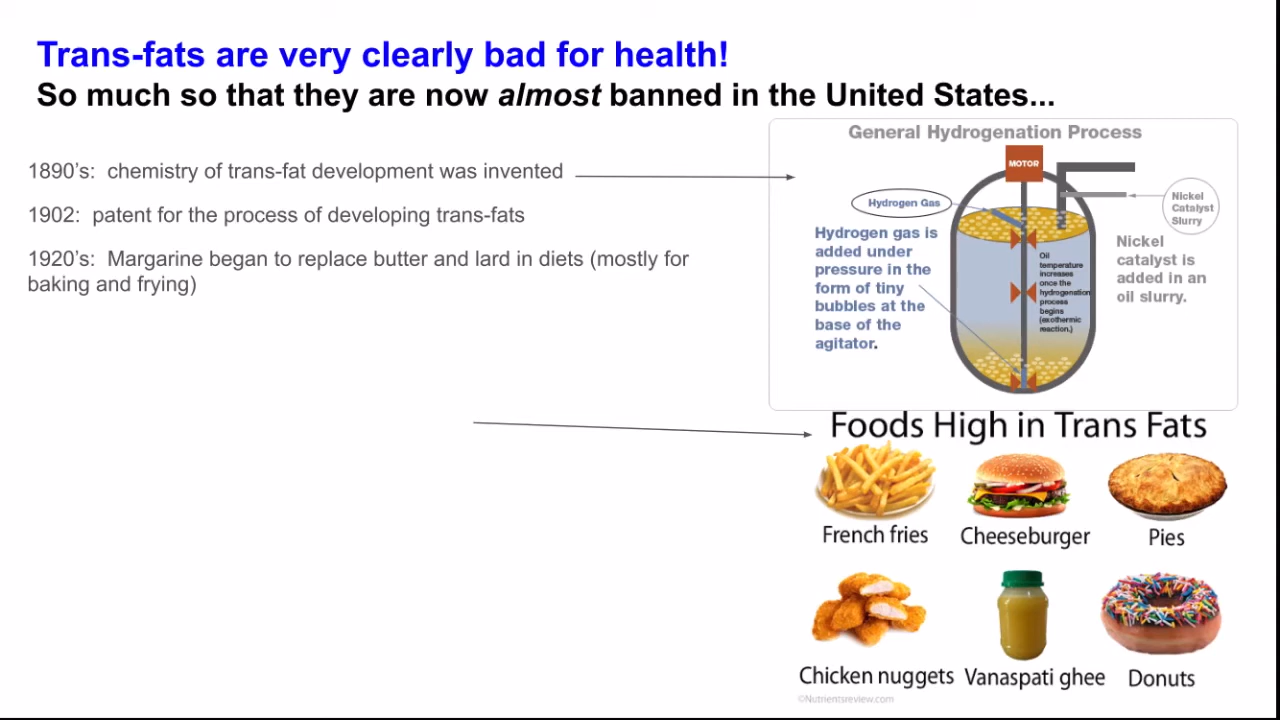 Trans-fats are very clearly bad for health!
So much so that they are now almost banned in the United States...
1890's: chemistry of trans-fat development was invented
1902: patent for the process of developing trans-fats
1920's: Margarine began to replace butter and lard in diets (mostly for
baking and frying)
General Hydrogenation Process
MOTOR
Hydrogen Gas
Nickel
Catalyst
Slurry
Hydrogen gas is
added under
pressure in the
form of tiny
bubbles at the
base of the
agitator.
Oil
temperature
increases
once the
hydrogenation
process
begins
(exothermic
reaction.)
Nickel
catalyst is
added in an
oil slurry.
Foods High in Trans Fats
French fries
Cheeseburger
Pies
Chicken nuggets
Vanaspati ghee
Donuts
©Nutrientsreview.com